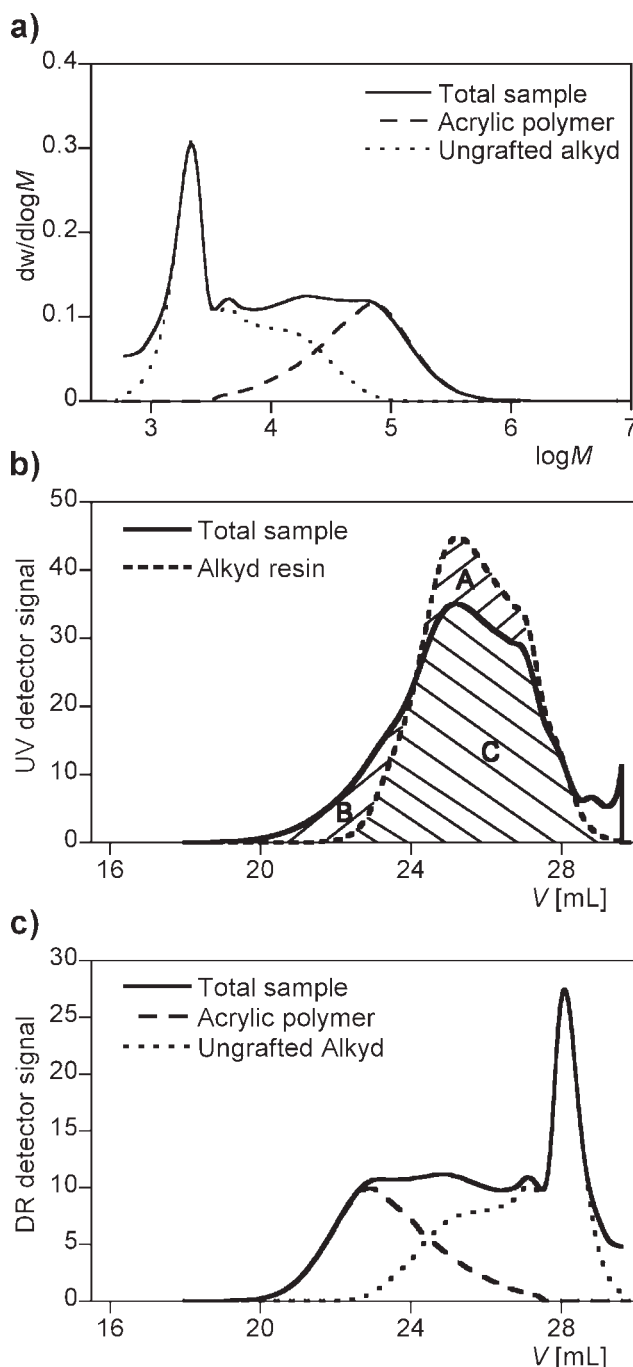 a)
0.4
0.3
0.2
0.1
0
dw/dlogM
Total sample
Acrylic polymer
Ungrafted alkyd
3 4 5 6 7
logM
b)
50
40
30
20
10
0
UV detector signal
Total sample
Alkyd resin
A
B
C
16 20 24 28
V [mL]
c)
30
25
20
15
10
5
0
DR detector signal
Total sample
Acrylic polymer
Ungrafted Alkyd
16 20 24 28
V [mL]